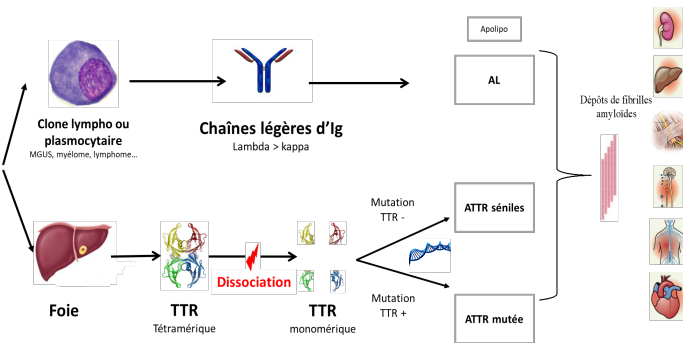 Apolipo
AL
Dépôts de fibrilles
amyloïdes
Clone lympho ou
plasmocytaire
MGUS, myélome, lymphome…
Chaînes légères d’Ig
Lambda > kappa
Mutation
TTR -
ATTR séniles
Dissociation
Foie
TTR
Tétramérique
TTR
monomérique
Mutation
TTR +
ATTR mutée